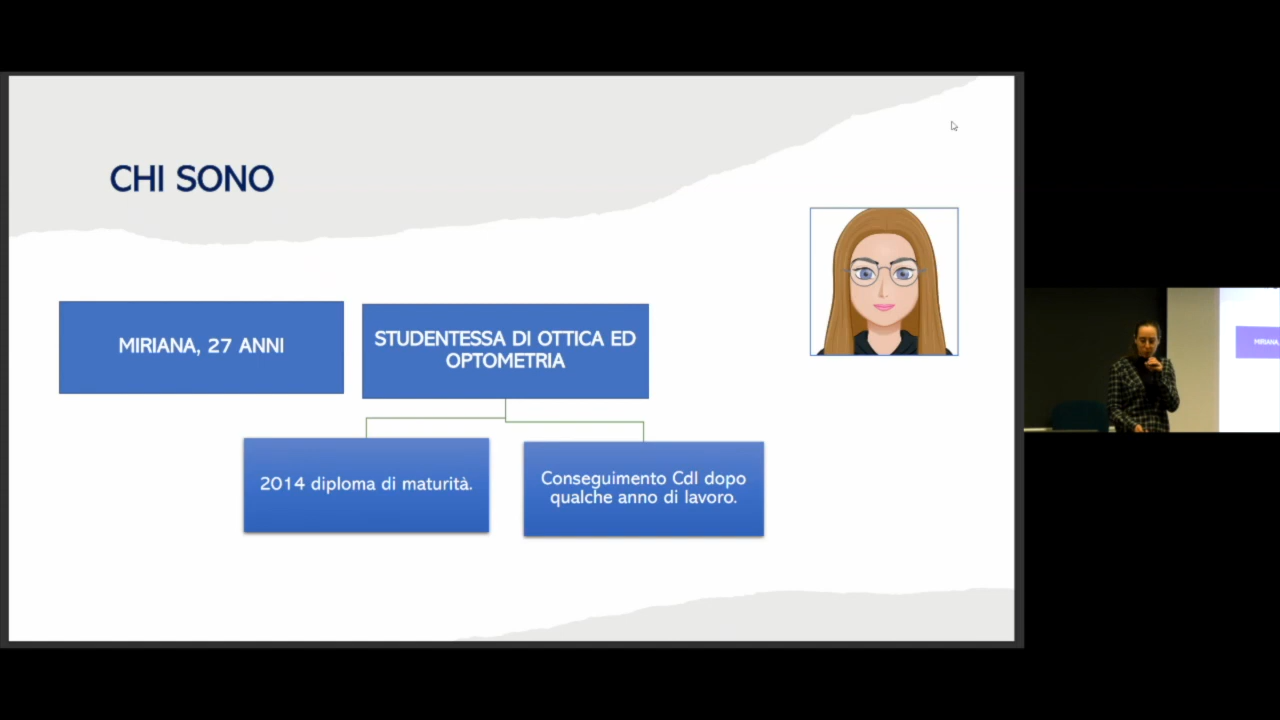 CHI SONO
MIRIANA, 27 ANNI
STUDENTESSA DI OTTICA ED
OPTOMETRIA
2014 diploma di maturità.
Conseguimento Cdl dopo
qualche anno di lavoro.
MIRIANA,